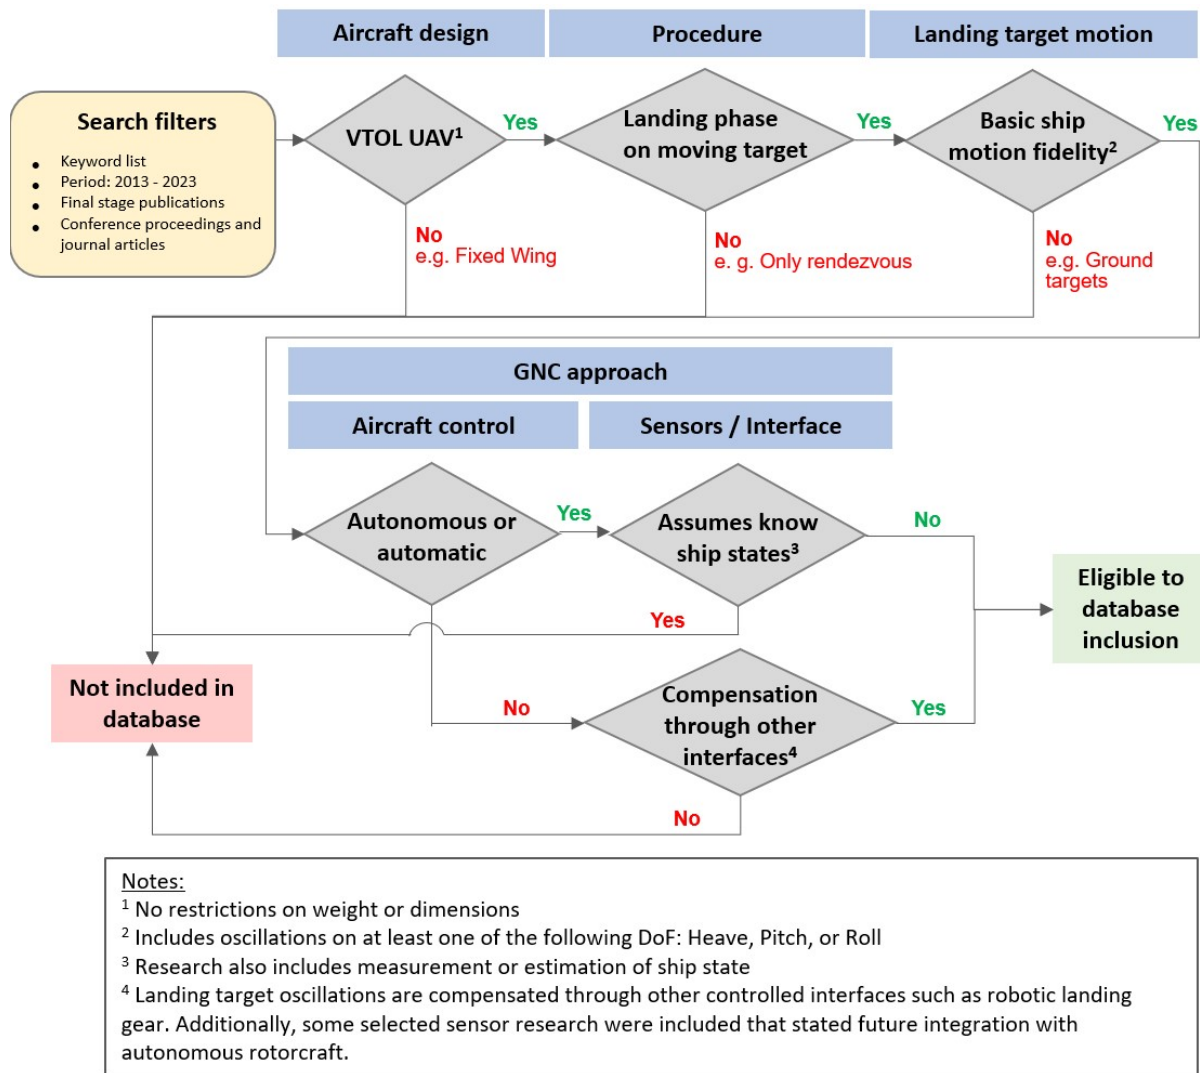 Aircraft design
Procedure
Landing target motion
Search filters
• Keyword list
• Period: 2013 - 2023
• Final stage publications
• Conference proceedings and
journal articles
VTOL UAV¹
Yes
Landing phase
on moving target
Yes
Basic ship
motion fidelity²
Yes
No
e.g. Fixed Wing
No
e. g. Only rendezvous
No
e.g. Ground
targets
GNC approach
Aircraft control
Sensors / Interface
Autonomous or
automatic
Yes
Assumes know
ship states³
No
Eligible to
database
inclusion
Yes
Not included in
database
No
Compensation
through other
interfaces⁴
Yes
No
Notes:
¹ No restrictions on weight or dimensions
² Includes oscillations on at least one of the following DoF: Heave, Pitch, or Roll
³ Research also includes measurement or estimation of ship state
⁴ Landing target oscillations are compensated through other controlled interfaces such as robotic landing
gear. Additionally, some selected sensor research were included that stated future integration with
autonomous rotorcraft.